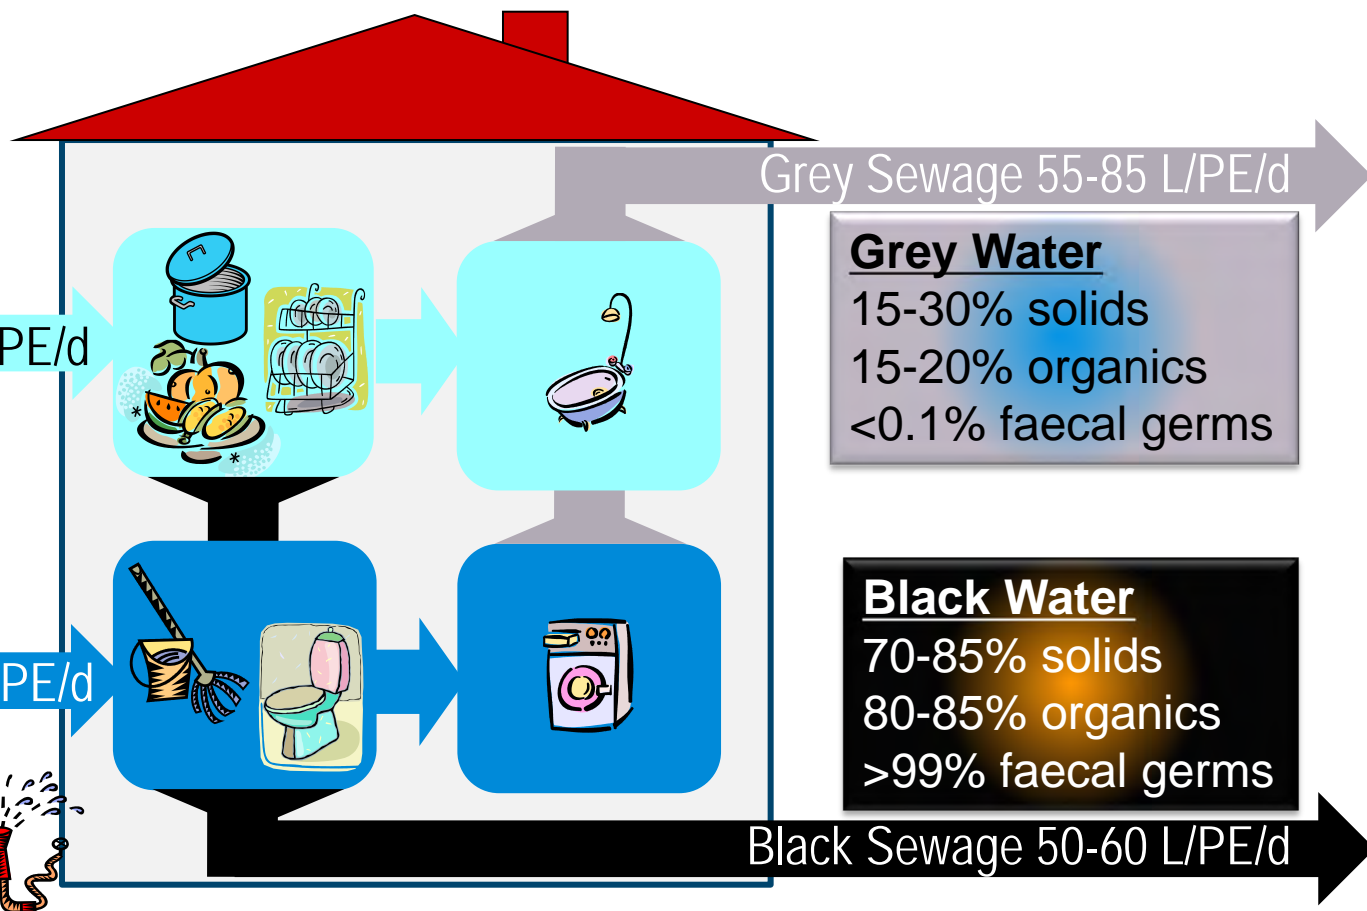 Grey Sewage 55-85 L/PE/d
Grey Water
15-30% solids
15-20% organics
<0.1% faecal germs
PE/d
Black Water
70-85% solids
80-85% organics
>99% faecal germs
PE/d
Black Sewage 50-60 L/PE/d